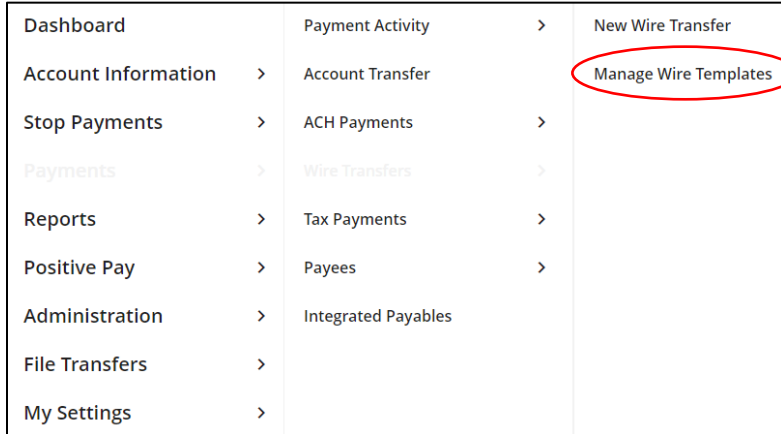 Dashboard
Account Information
Stop Payments
Payments
Reports
Positive Pay
Administration
File Transfers
My Settings
Payment Activity
Account Transfer
ACH Payments
Wire Transfers
Tax Payments
Payees
Integrated Payables
New Wire Transfer
Manage Wire Templates